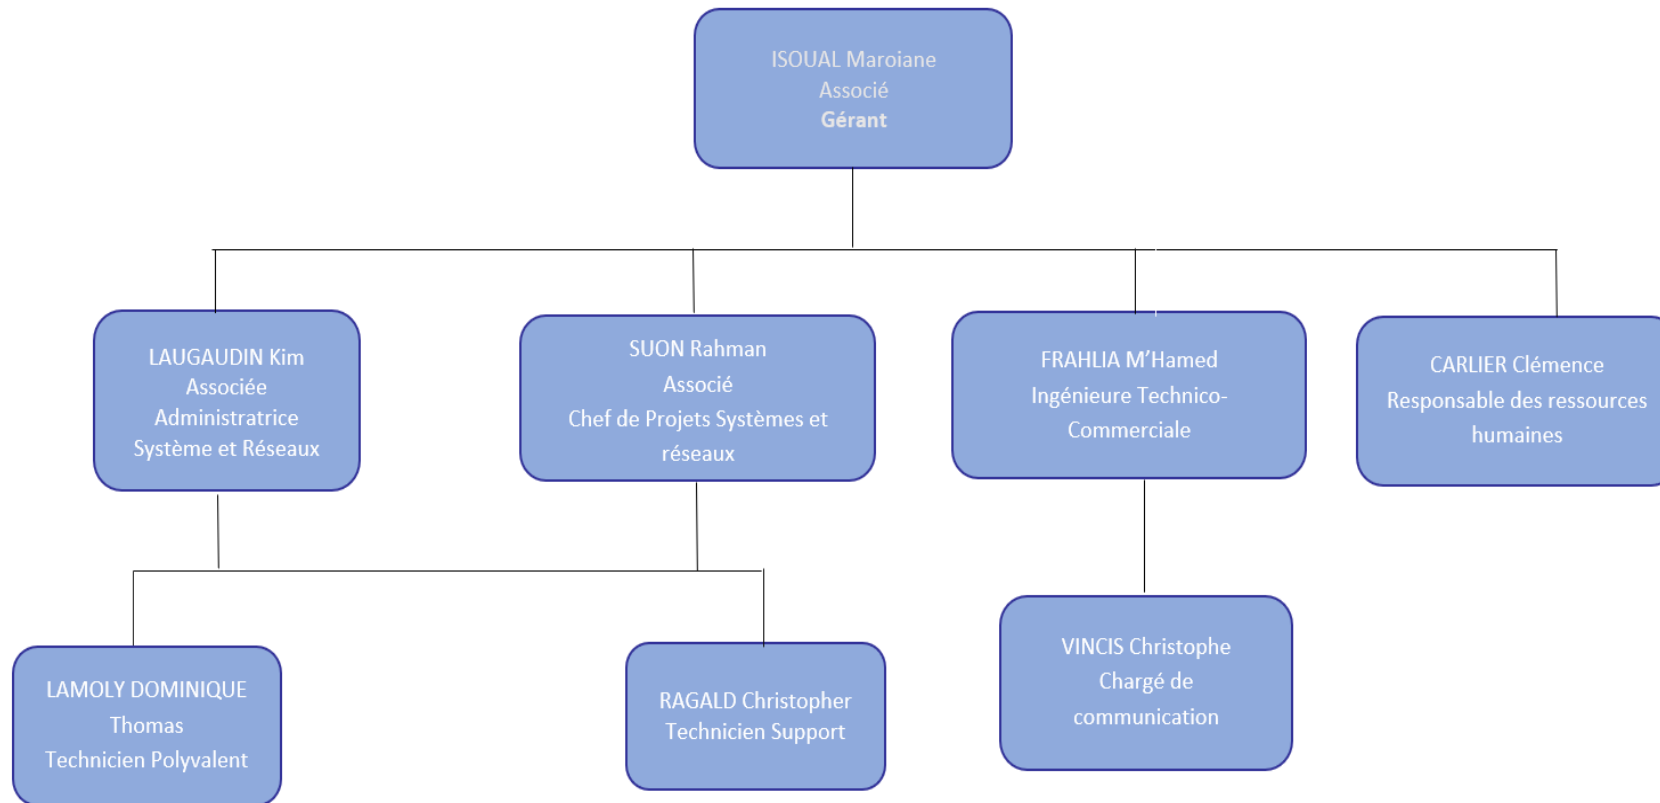 ISOUAL Maroiane
Associé
Gérant
LAUGAUDIN Kim
Associée
Administratrice
Système et Réseaux
SUON Rahman
Associé
Chef de Projets Systèmes et
réseaux
FRAHLIA M’Hamed
Ingénieure Technico-
Commerciale
CARLIER Clémence
Responsable des ressources
humaines
LAMOLY DOMINIQUE
Thomas
Technicien Polyvalent
RAGALD Christopher
Technicien Support
VINCIS Christophe
Chargé de
communication